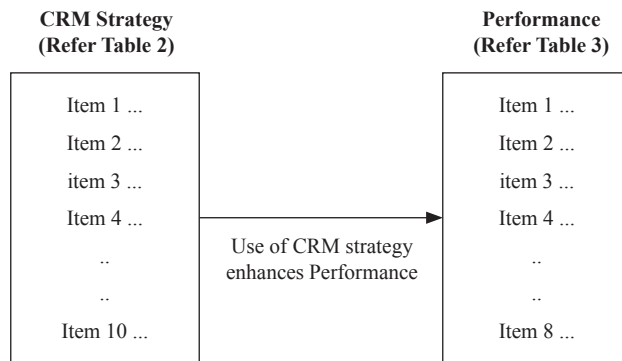 CRM Strategy
(Refer Table 2)
Item 1 ...
Item 2 ...
item 3 ...
Item 4 ...
..
..
Item 10 ...
Use of CRM strategy
enhances Performance
Performance
(Refer Table 3)
Item 1 ...
Item 2 ...
item 3 ...
Item 4 ...
..
..
Item 8 ...